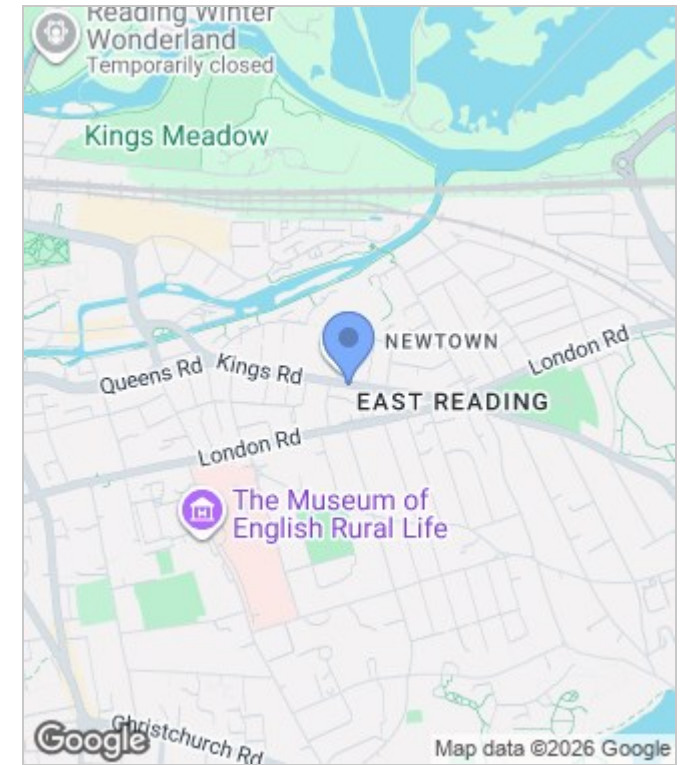 Reading Winter
Wonderland
Temporarily closed
Kings Meadow
NEWTOWN
London Rd
Queens Rd
Kings Rd
EAST READING
London Rd
The Museum of
English Rural Life
Christchurch Rd
Google
Map data ©2026 Google